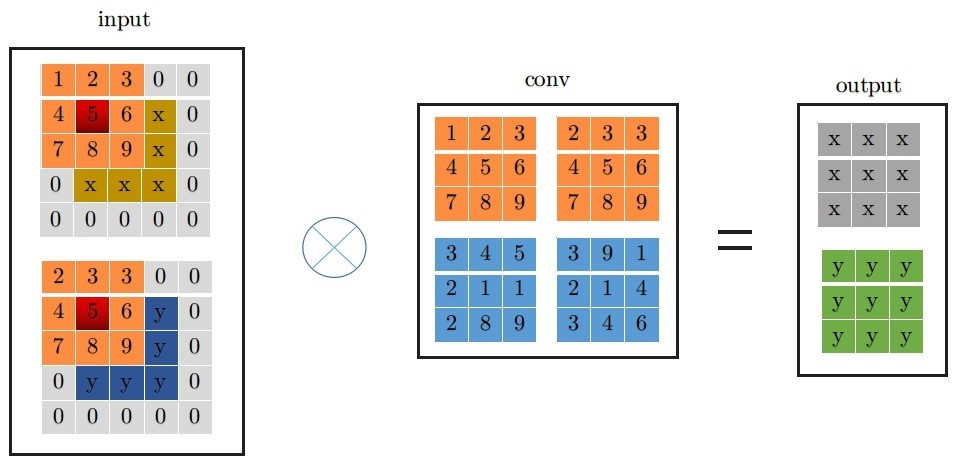 input
1 2 3 0 0
4 5 6 x 0
7 8 9 x 0
0 x x x 0
0 0 0 0 0
2 3 3 0 0
4 5 6 y 0
7 8 9 y 0
0 y y y 0
0 0 0 0 0
conv
1 2 3
4 5 6
7 8 9
2 3 3
4 5 6
7 8 9
3 4 5
2 1 1
2 8 9
3 9 1
2 1 4
3 4 6
=
output
x x x
x x x
x x x
y y y
y y y
y y y